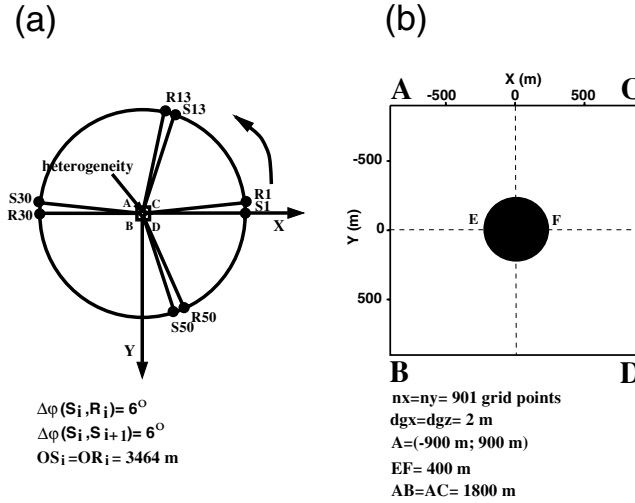 (a)
R13
S13
heterogeneity
S30
R30
A
C
B
D
R1
S1
X
R50
S50
Y
Δφ(Si,Ri)= 6O
Δφ(Si,Si+1)= 6O
OSi=ORi= 3464 m
(b)
X (m)
A
C
-500
0
500
-500
Y (m)
0
500
E
F
B
D
nx=ny= 901 grid points
dgx=dgz= 2 m
A=(-900 m; 900 m)
EF= 400 m
AB=AC= 1800 m